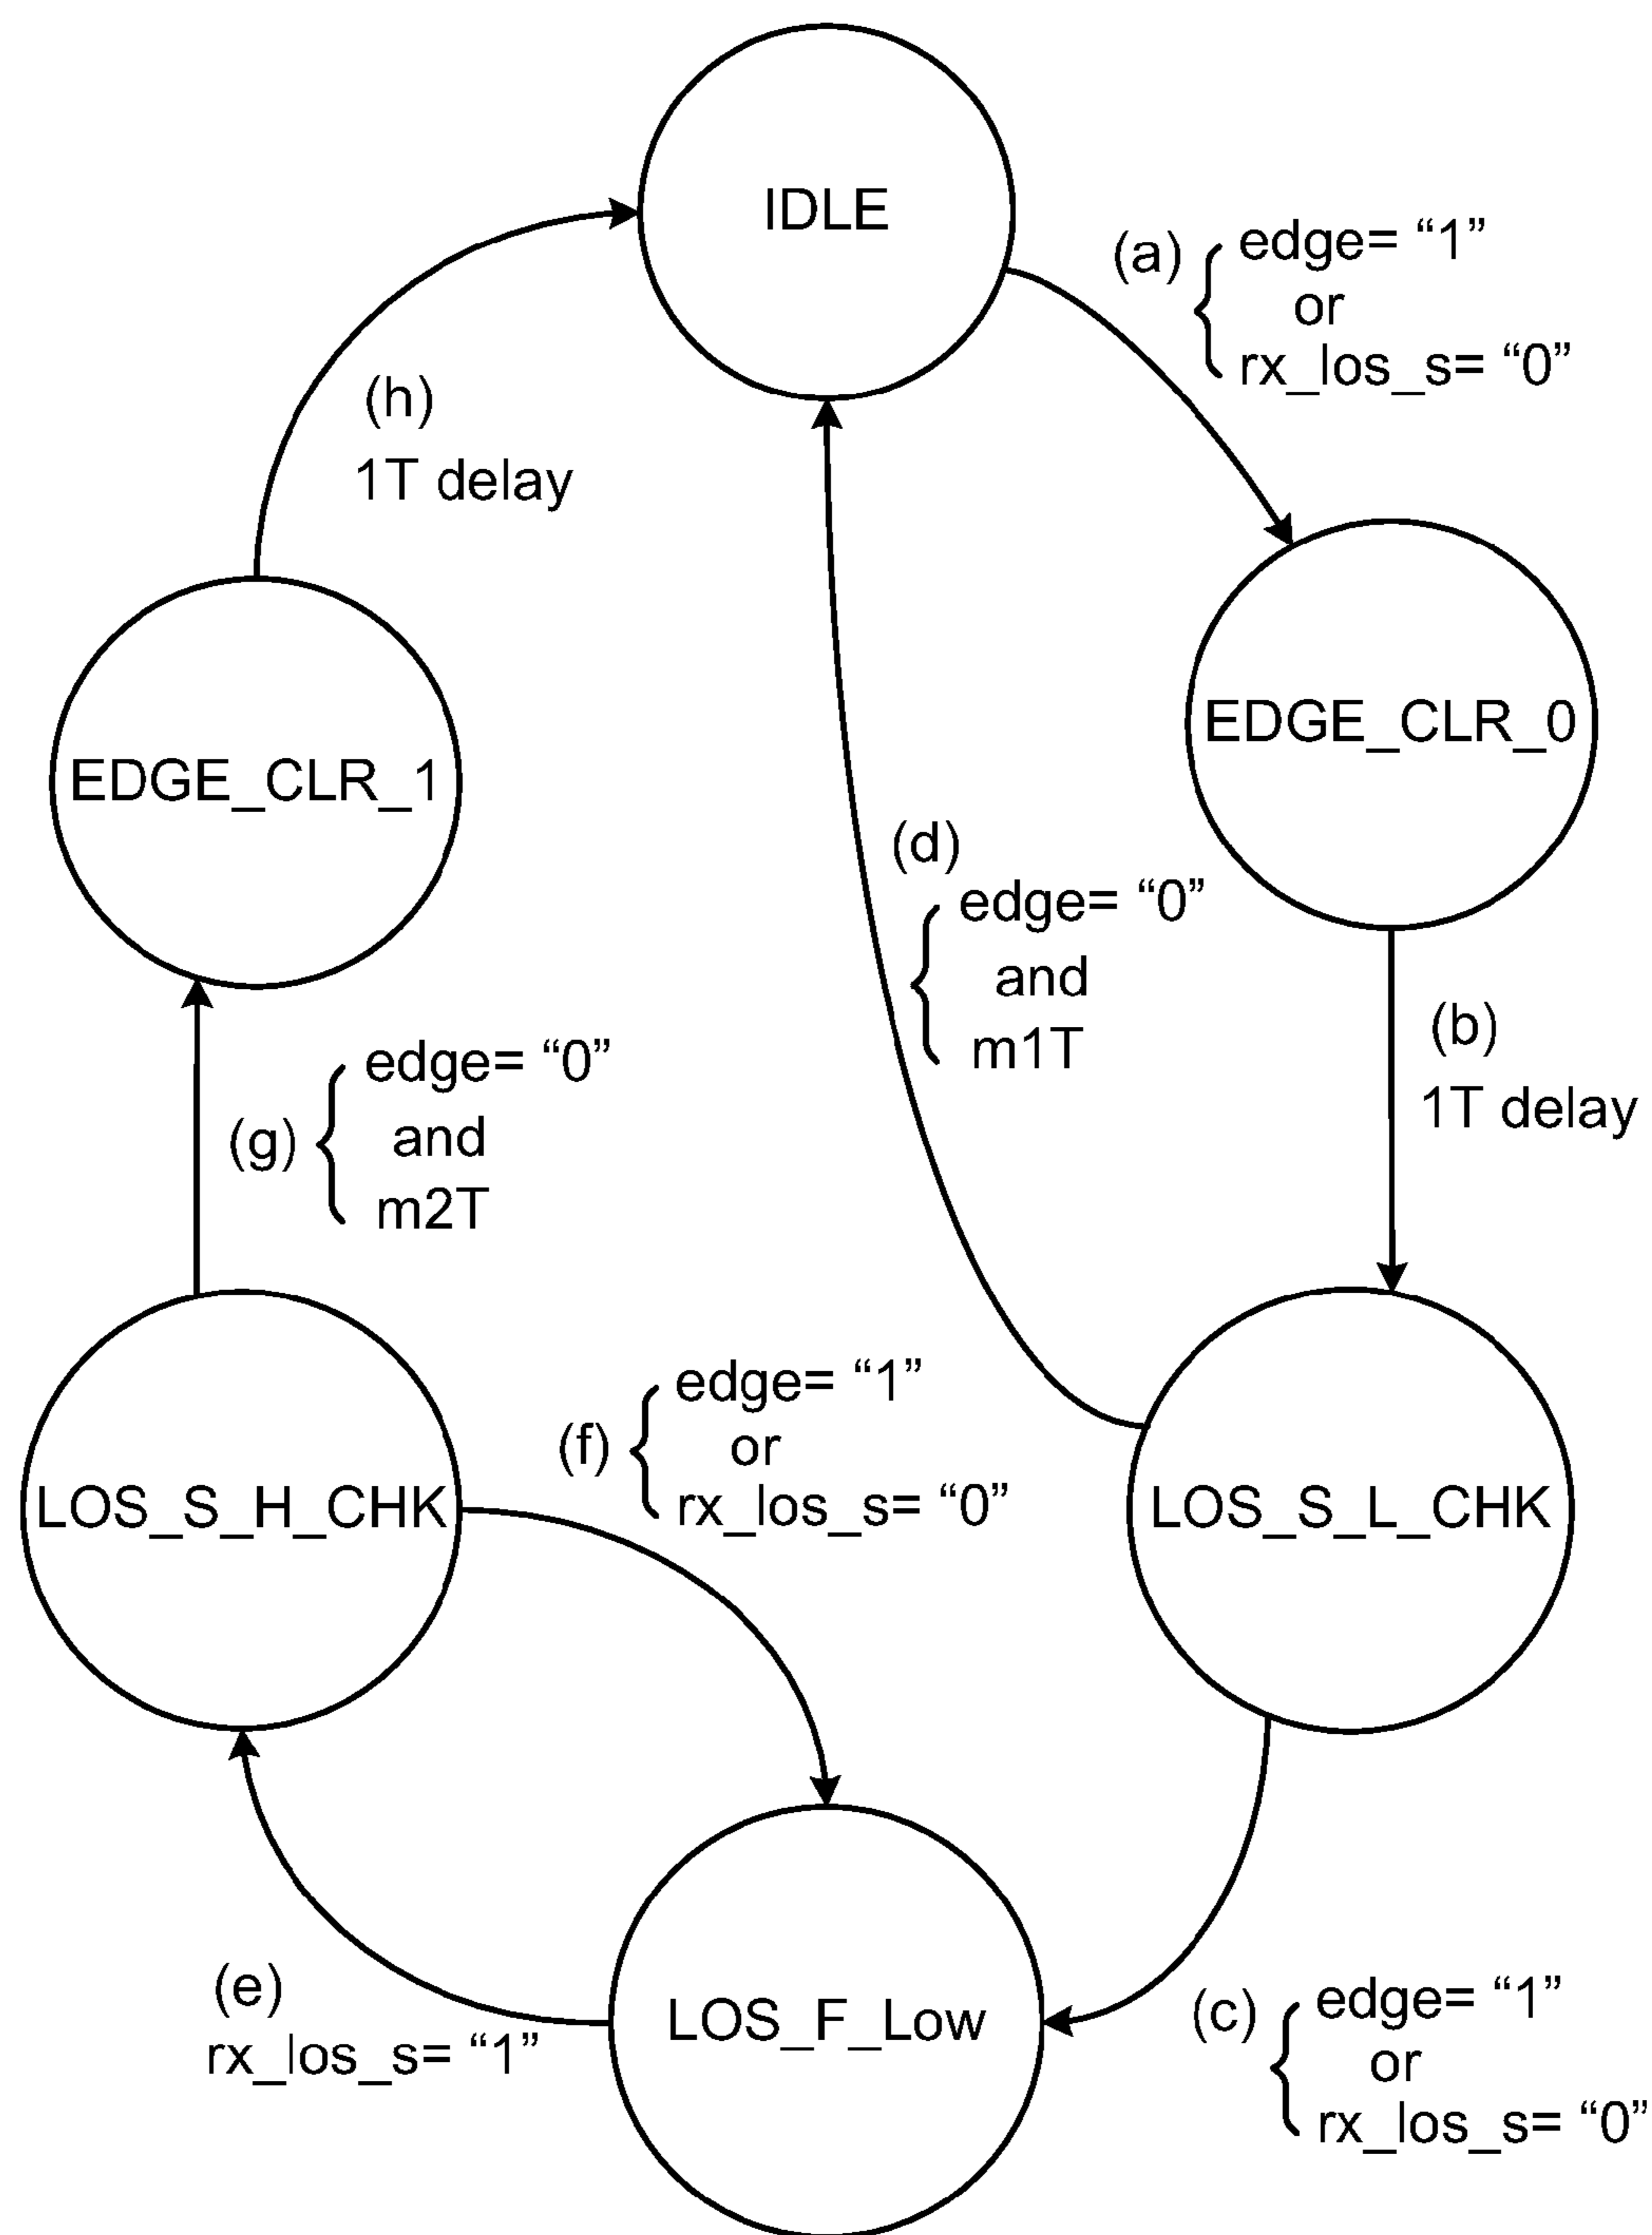 IDLE
(a)
edge= “1”
or
rx_los_s= “0”
(h)
1T delay
EDGE_CLR_0
EDGE_CLR_1
(d)
edge= “0”
and
m1T
(b)
1T delay
(g)
edge= “0”
and
m2T
(f)
edge= “1”
or
rx_los_s= “0”
LOS_S_H_CHK
LOS_S_L_CHK
(e)
rx_los_s= “1”
LOS_F_Low
(c)
edge= “1”
or
rx_los_s= “0”